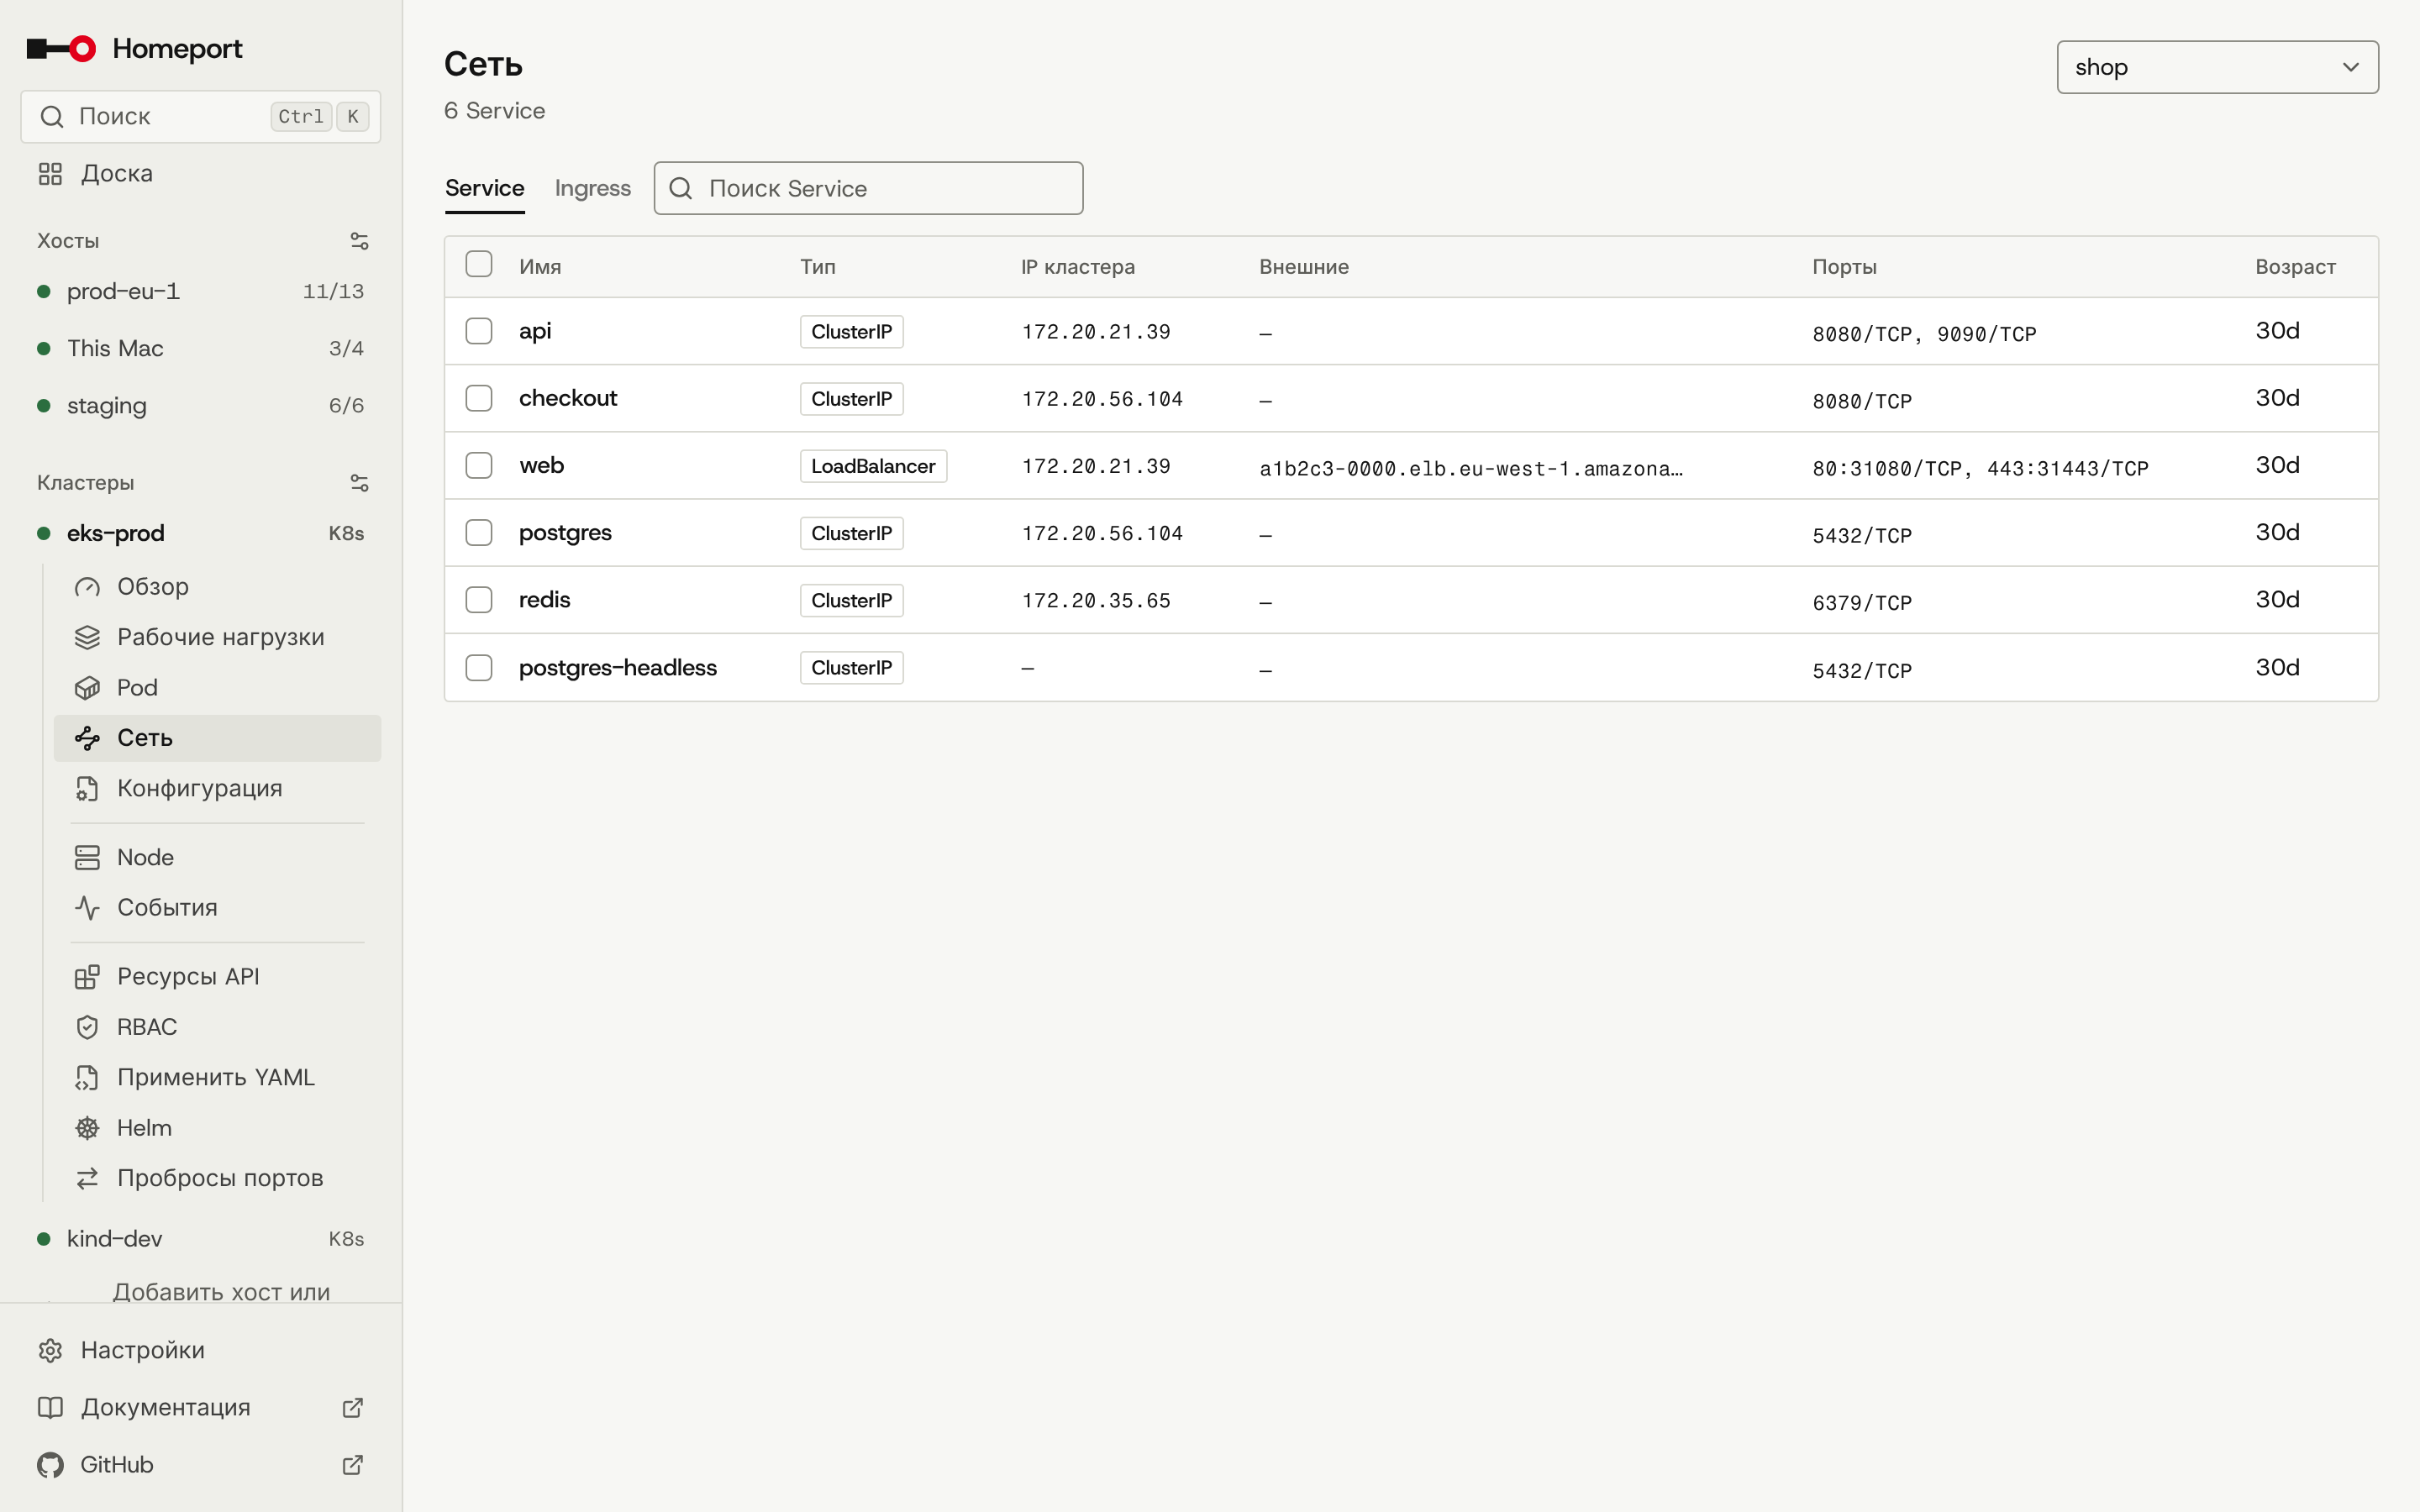 Homeport
Поиск Ctrl K
Доска
Хосты
prod-eu-1 11/13
This Mac 3/4
staging 6/6
Кластеры
eks-prod K8s
Обзор
Рабочие нагрузки
Pod
Сеть
Конфигурация
Node
События
Ресурсы API
RBAC
Применить YAML
Helm
Пробросы портов
kind-dev K8s
Добавить хост или
Настройки
Документация
GitHub
Сеть
6 Service
shop
Service Ingress Поиск Service
Имя Тип IP кластера Внешние Порты Возраст
api ClusterIP 172.20.21.39 — 8080/TCP, 9090/TCP 30d
checkout ClusterIP 172.20.56.104 — 8080/TCP 30d
web LoadBalancer 172.20.21.39 a1b2c3-0000.elb.eu-west-1.amazona… 80:31080/TCP, 443:31443/TCP 30d
postgres ClusterIP 172.20.56.104 — 5432/TCP 30d
redis ClusterIP 172.20.35.65 — 6379/TCP 30d
postgres-headless ClusterIP — — 5432/TCP 30d